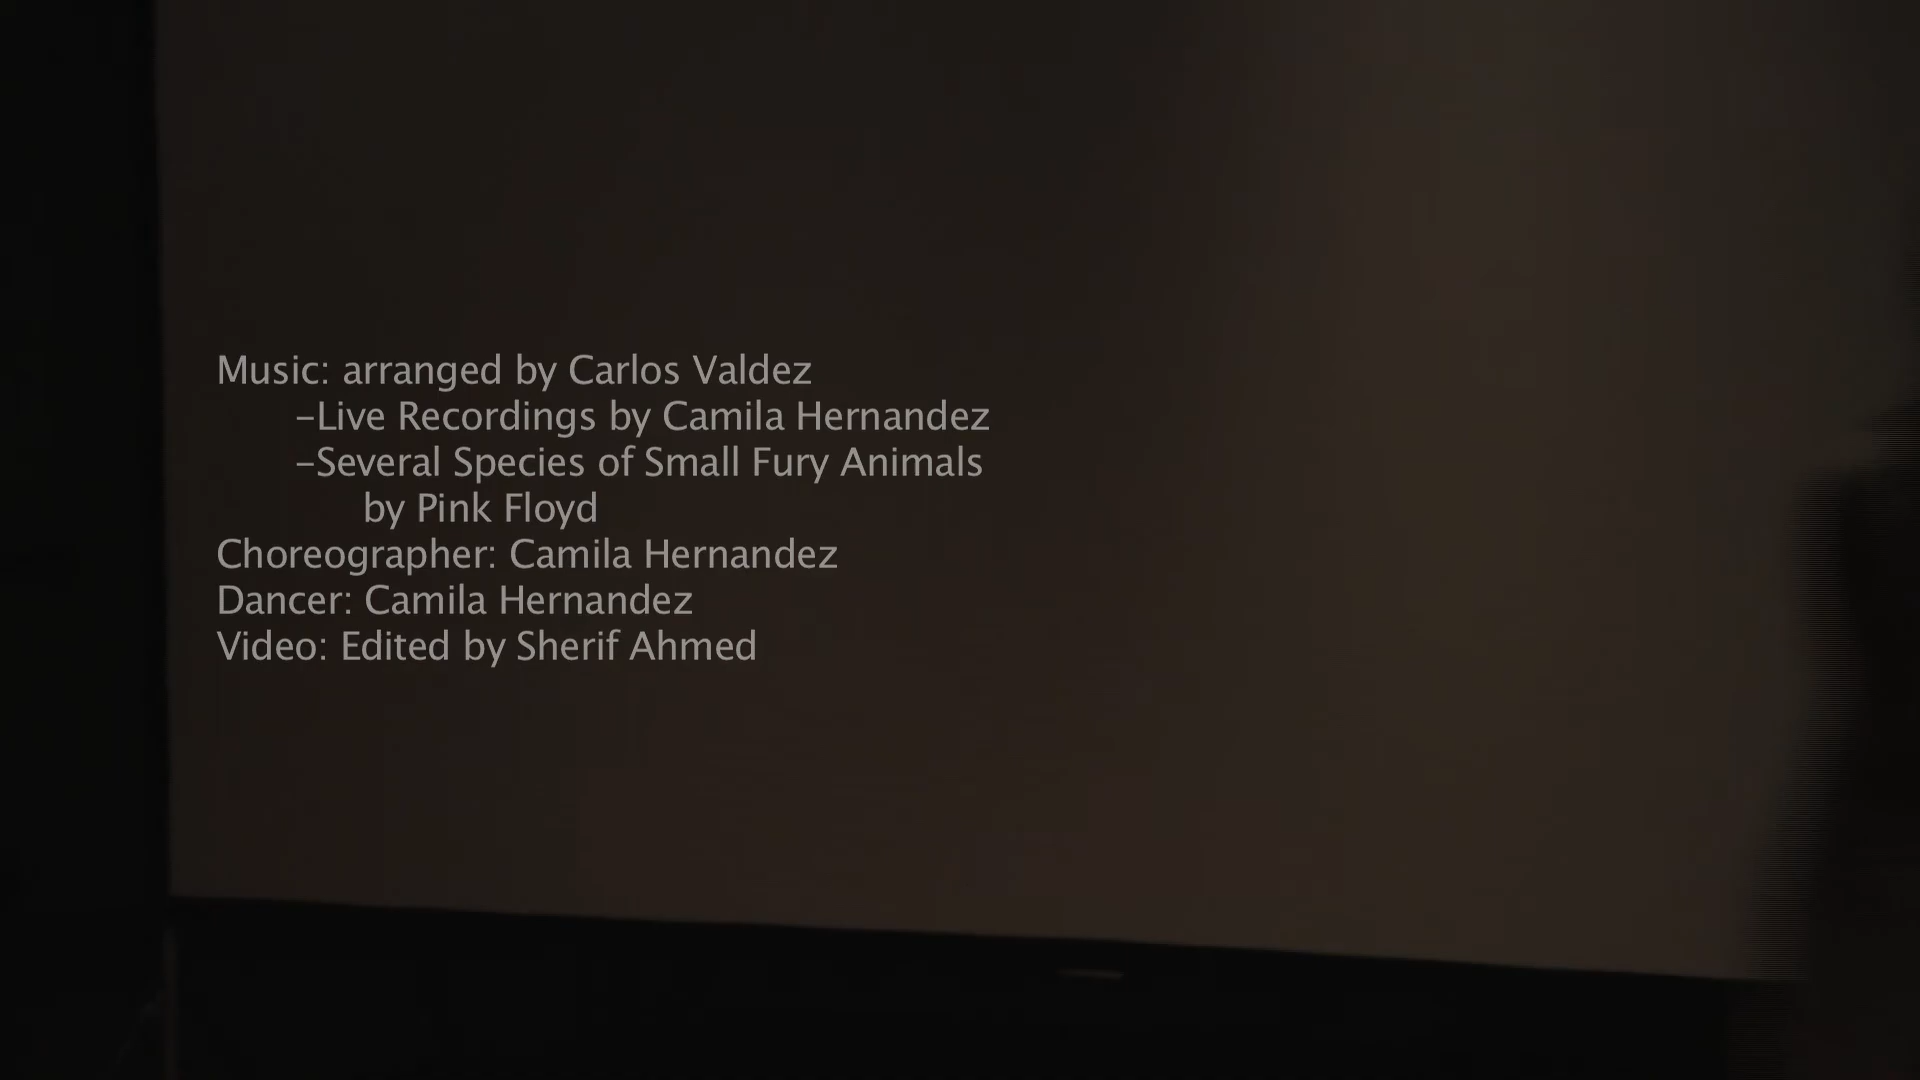 Music: arranged by Carlos Valdez
–Live Recordings by Camila Hernandez
–Several Species of Small Fury Animals
by Pink Floyd
Choreographer: Camila Hernandez
Dancer: Camila Hernandez
Video: Edited by Sherif Ahmed